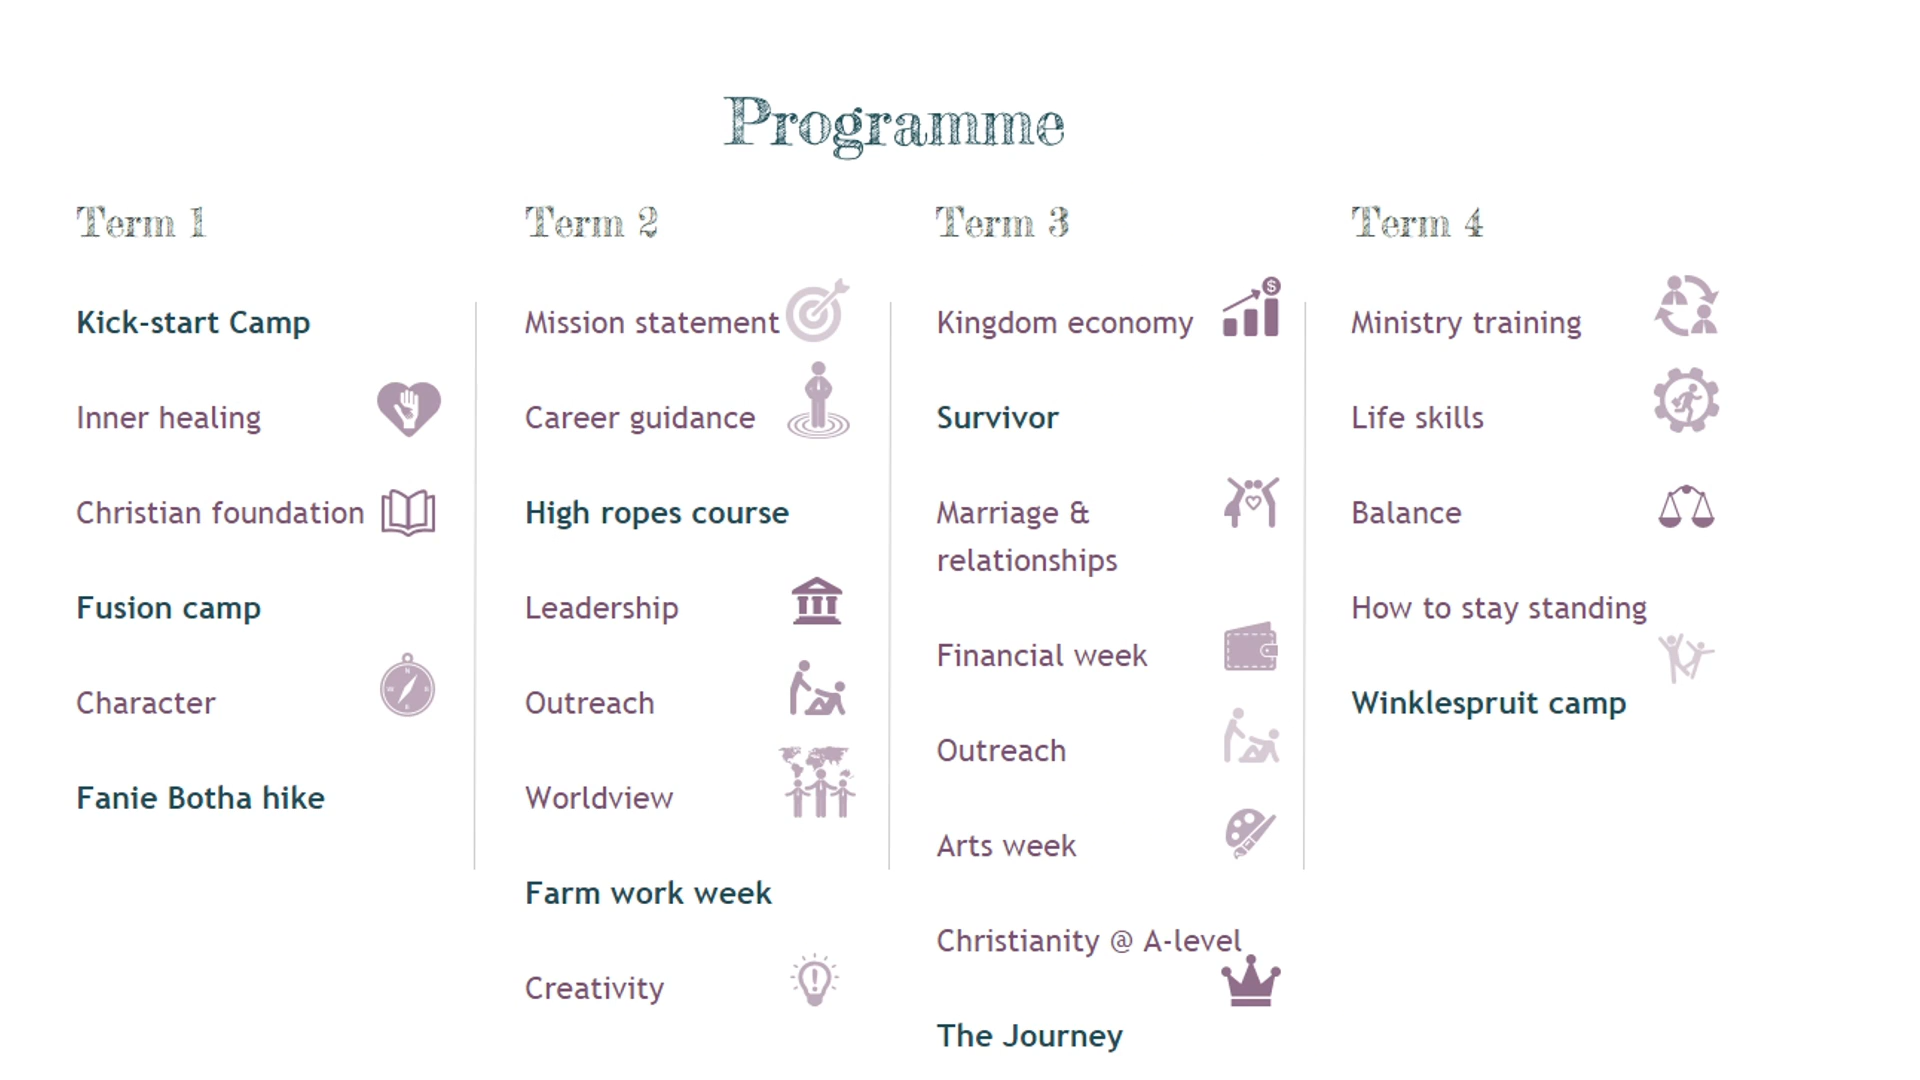 Programme
Term 1
Kick-start Camp
Inner healing
Christian foundation
Fusion camp
Character
Fanie Botha hike
Term 2
Mission statement
Career guidance
High ropes course
Leadership
Outreach
Worldview
Farm work week
Creativity
Term 3
Kingdom economy
$
Survivor
Marriage &
relationships
Financial week
Outreach
Arts week
Christianity @ A-level
The Journey
Term 4
Ministry training
Life skills
Balance
How to stay standing
Winklespruit camp